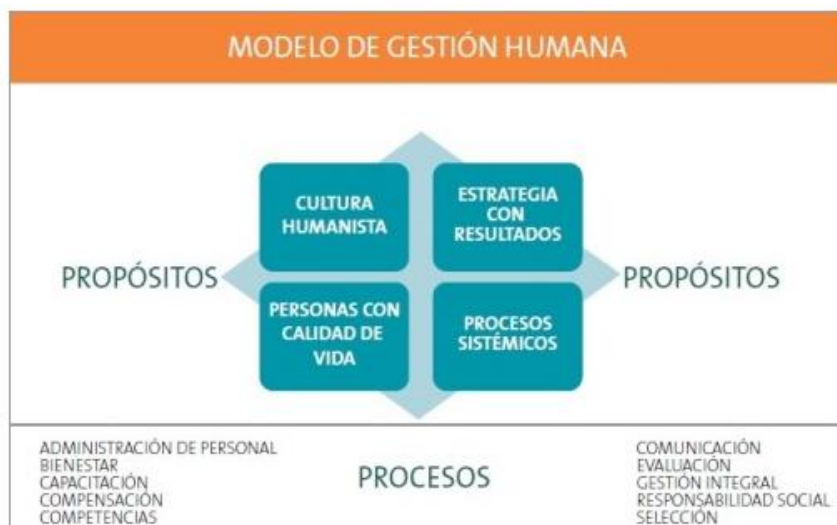 MODELO DE GESTIÓN HUMANA
CULTURA
HUMANISTA
ESTRATEGIA
CON
RESULTADOS
PROPÓSITOS
PROPÓSITOS
PERSONAS CON
CALIDAD DE
VIDA
PROCESOS
SISTÉMICOS
ADMINISTRACIÓN DE PERSONAL
BIENESTAR
CAPACITACIÓN
COMPENSACIÓN
COMPETENCIAS
PROCESOS
COMUNICACIÓN
EVALUACIÓN
GESTIÓN INTEGRAL
RESPONSABILIDAD SOCIAL
SELECCIÓN